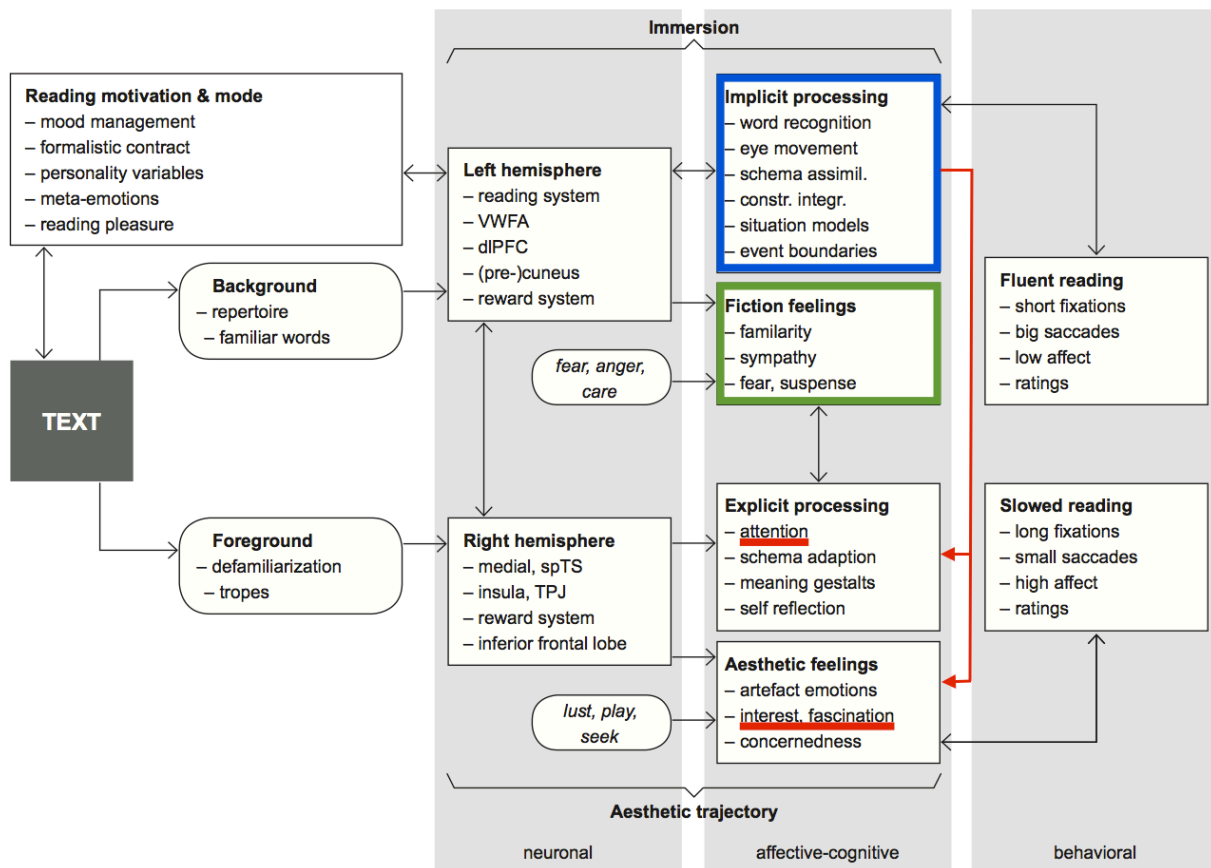 Immersion
Reading motivation & mode
– mood management
– formalistic contract
– personality variables
– meta-emotions
– reading pleasure
Background
– repertoire
– familiar words
TEXT
Foreground
– defamiliarization
– tropes
Left hemisphere
– reading system
– VWFA
– dlPFC
– (pre-)cuneus
– reward system
fear, anger,
care
Right hemisphere
– medial, spTS
– insula, TPJ
– reward system
– inferior frontal lobe
lust, play,
seek
Implicit processing
– word recognition
– eye movement
– schema assimil.
– constr. integr.
– situation models
– event boundaries
Fiction feelings
– familarity
– sympathy
– fear, suspense
Explicit processing
– attention
– schema adaption
– meaning gestalts
– self reflection
Aesthetic feelings
– artefact emotions
– interest, fascination
– concernedness
Fluent reading
– short fixations
– big saccades
– low affect
– ratings
Slowed reading
– long fixations
– small saccades
– high affect
– ratings
Aesthetic trajectory
neuronal
affective-cognitive
behavioral